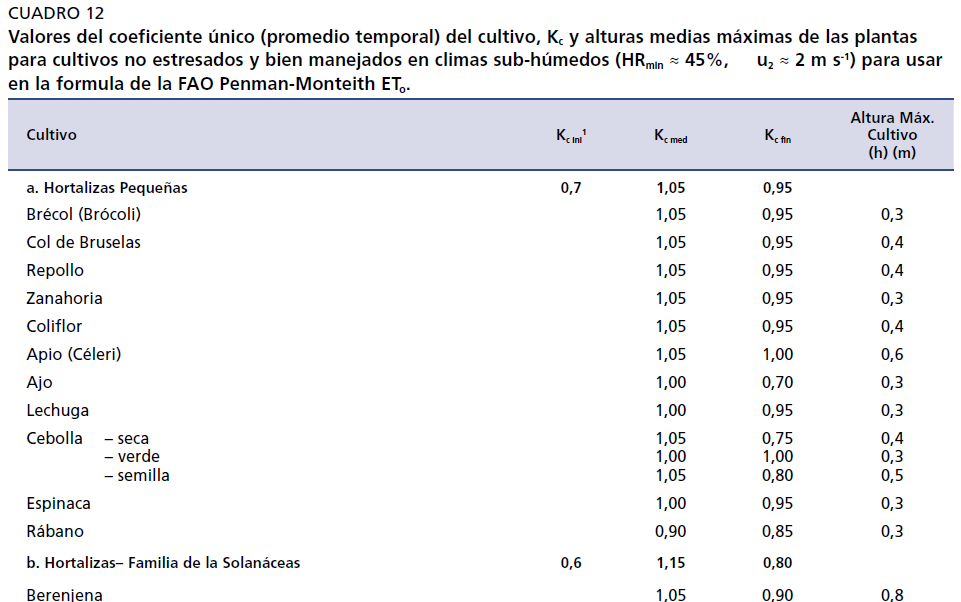 CUADRO 12
Valores del coeficiente único (promedio temporal) del cultivo, Kc y alturas medias máximas de las plantas
para cultivos no estresados y bien manejados en climas sub-húmedos (HRmin ≈ 45%, u2 ≈ 2 m s-1) para usar
en la formula de la FAO Penman-Monteith ETo.
Cultivo Kc ini1 Kc med Kc fin Altura Máx. Cultivo (h) (m)
a. Hortalizas Pequeñas 0,7 1,05 0,95
Brécol (Brócoli) 1,05 0,95 0,3
Col de Bruselas 1,05 0,95 0,4
Repollo 1,05 0,95 0,4
Zanahoria 1,05 0,95 0,3
Coliflor 1,05 0,95 0,4
Apio (Céleri) 1,05 1,00 0,6
Ajo 1,00 0,70 0,3
Lechuga 1,00 0,95 0,3
Cebolla – seca 1,05 0,75 0,4
– verde 1,00 1,00 0,3
– semilla 1,05 0,80 0,5
Espinaca 1,00 0,95 0,3
Rábano 0,90 0,85 0,3
b. Hortalizas– Familia de la Solanáceas 0,6 1,15 0,80
Berenjena 1,05 0,90 0,8